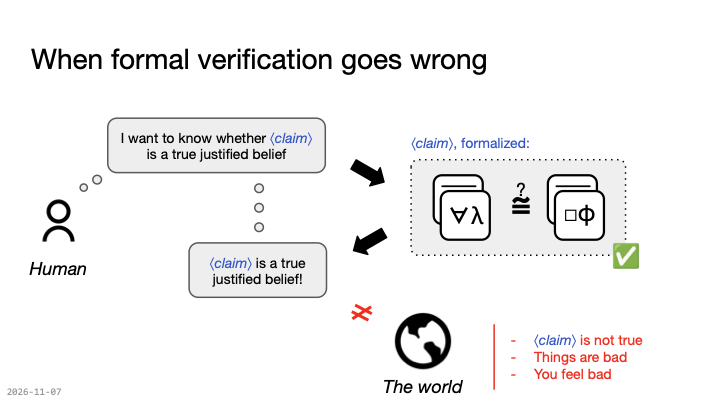 When formal verification goes wrong
I want to know whether ⟨claim⟩
is a true justified belief
⟨claim⟩, formalized:
∀λ
?
≅
□Φ
Human
⟨claim⟩ is a true
justified belief!
≠
The world
- ⟨claim⟩ is not true
- Things are bad
- You feel bad
2026-11-07